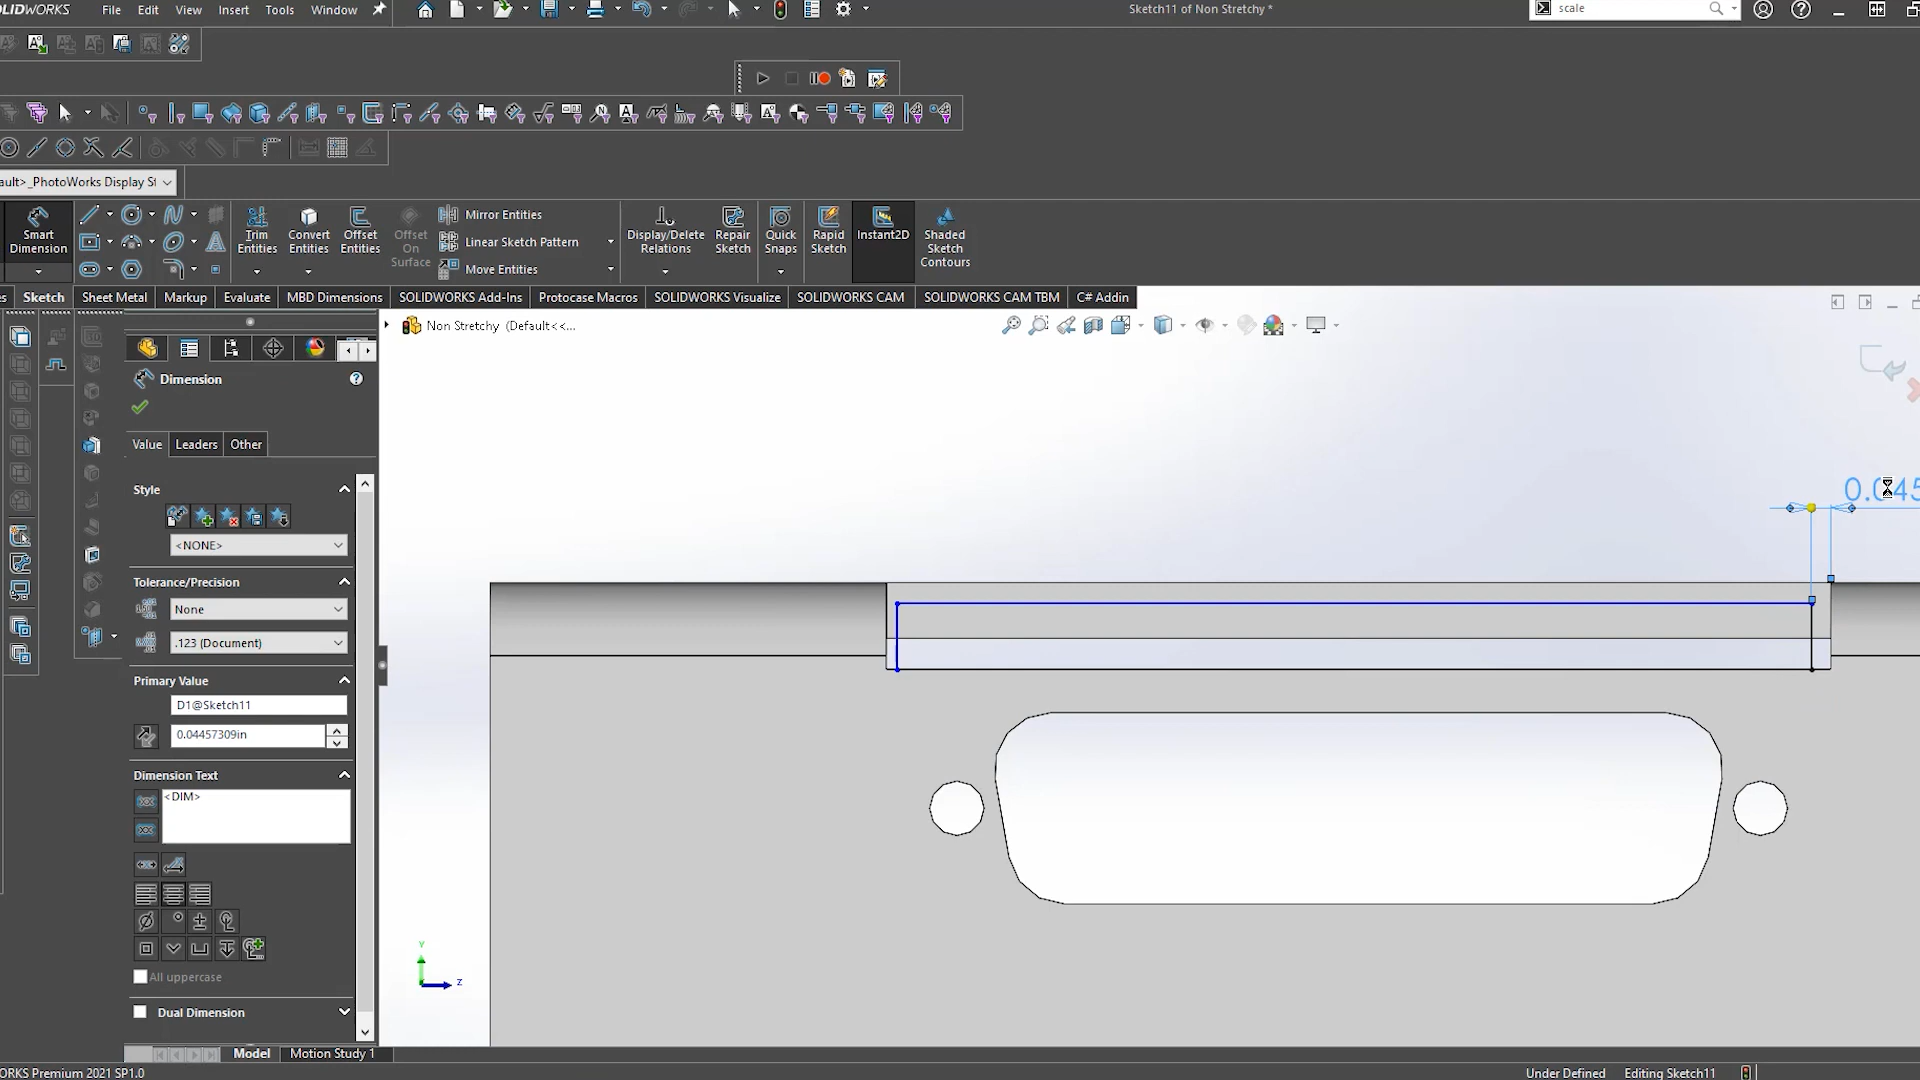 OLIDWORKS File Edit View Insert Tools Window Sketch11 of Non Stretchy * scale
ault>_PhotoWorks Display St
Smart Dimension
Trim Entities
Convert Entities
Offset Entities
Offset On Surface
Mirror Entities
Linear Sketch Pattern
Move Entities
Display/Delete Relations
Repair Sketch
Quick Snaps
Rapid Sketch
Instant2D
Shaded Sketch Contours
es Sketch Sheet Metal Markup Evaluate MBD Dimensions SOLIDWORKS Add-Ins Protocase Macros SOLIDWORKS Visualize SOLIDWORKS CAM SOLIDWORKS CAM TBM C# Addin
Non Stretchy (Default<<...
Dimension
Value Leaders Other
Style
<NONE>
Tolerance/Precision
None
.123 (Document)
Primary Value
D1@Sketch11
0.04457309in
Dimension Text
<DIM>
All uppercase
Dual Dimension
0.045
Y
Z
Model Motion Study 1
ORKS Premium 2021 SP1.0 Under Defined Editing Sketch11